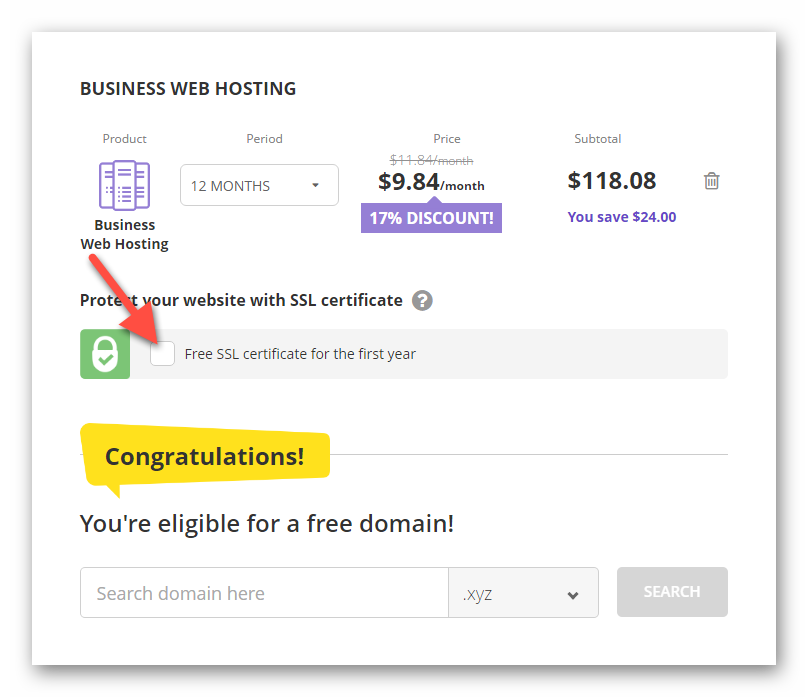 BUSINESS WEB HOSTING
Product Period Price Subtotal
$11.84/month
12 MONTHS $9.84/month $118.08
17% DISCOUNT! You save $24.00
Business
Web Hosting
Protect your website with SSL certificate ?
Free SSL certificate for the first year
Congratulations!
You're eligible for a free domain!
Search domain here .xyz SEARCH